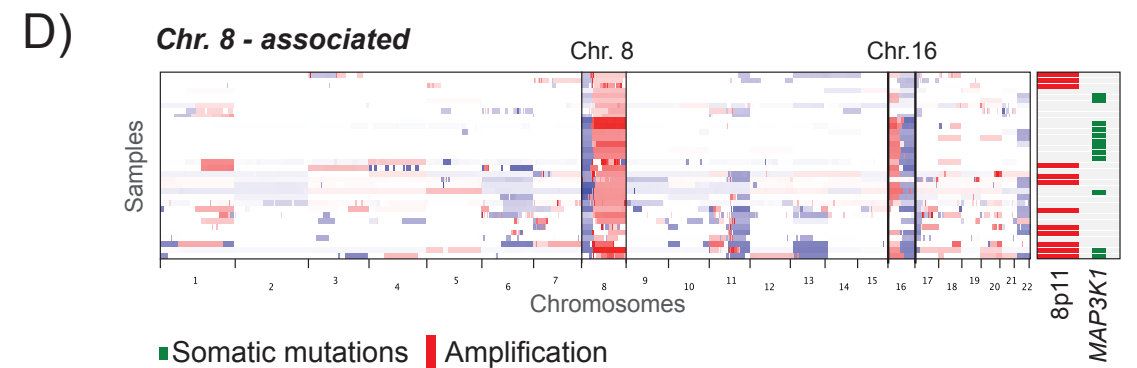 D)
Chr. 8 - associated
Chr. 8
Chr.16
Samples
1 2 3 4 5 6 7 8 9 10 11 12 13 14 15 16 17 18 19 20 21 22
Chromosomes
8p11
MAP3K1
Somatic mutations
Amplification